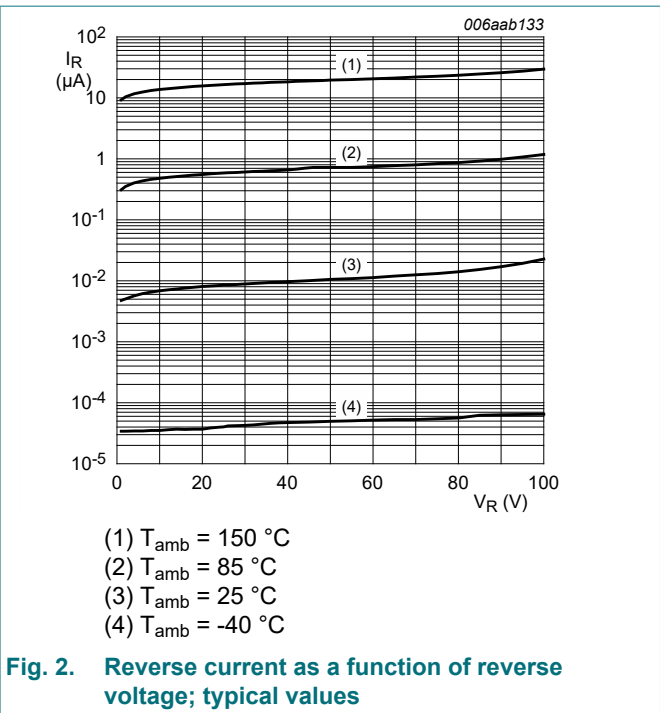 006aab133
10²
I_R
(µA)
10
1
10⁻¹
10⁻²
10⁻³
10⁻⁴
10⁻⁵
(1)
(2)
(3)
(4)
0 20 40 60 80 100
V_R (V)
(1) T_amb = 150 °C
(2) T_amb = 85 °C
(3) T_amb = 25 °C
(4) T_amb = -40 °C
Fig. 2. Reverse current as a function of reverse
voltage; typical values